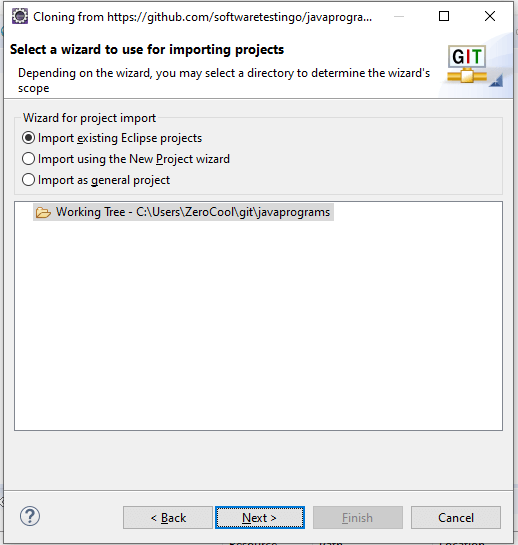 Cloning from https://github.com/softwaretestingo/javaprogra...
Select a wizard to use for importing projects
Depending on the wizard, you may select a directory to determine the wizard's
scope
GIT
Wizard for project import
Import existing Eclipse projects
Import using the New Project wizard
Import as general project
Working Tree - C:\Users\ZeroCool\git\javaprograms
?
< Back
Next >
Finish
Cancel